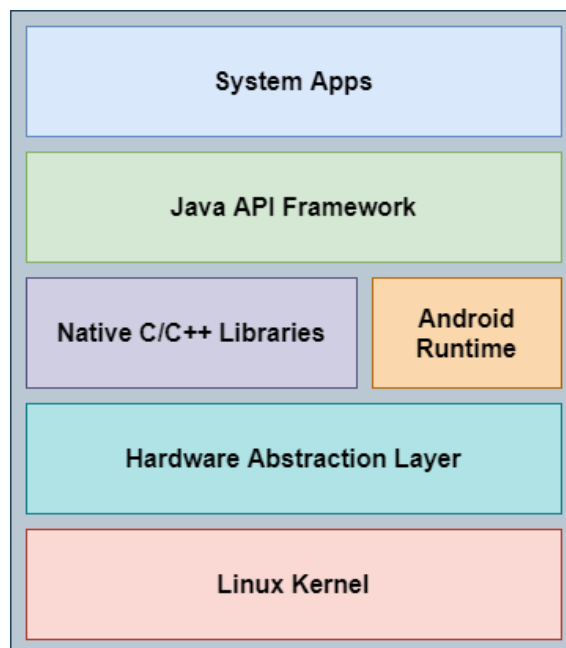 System Apps
Java API Framework
Native C/C++ Libraries
Android
Runtime
Hardware Abstraction Layer
Linux Kernel